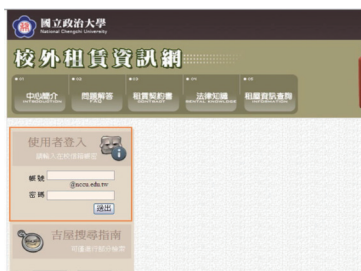 國立政治大學
National Chengchi University
校外租賃資訊網
中心簡介
問題解答
FAQ
租賃契約書
法律知識
租屋資訊查詢
使用者登入
帳號
@nccu.edu.tw
密碼
送出
吉屋搜尋指南